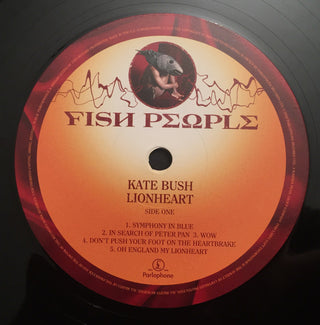 FISH PEΩPLE
KATE BUSH
LIONHEART
SIDE ONE
1. SYMPHONY IN BLUE
2. IN SEARCH OF PETER PAN 3. WOW
4. DON'T PUSH YOUR FOOT ON THE HEARTBRAKE
5. OH ENGLAND MY LIONHEART
Parlophone